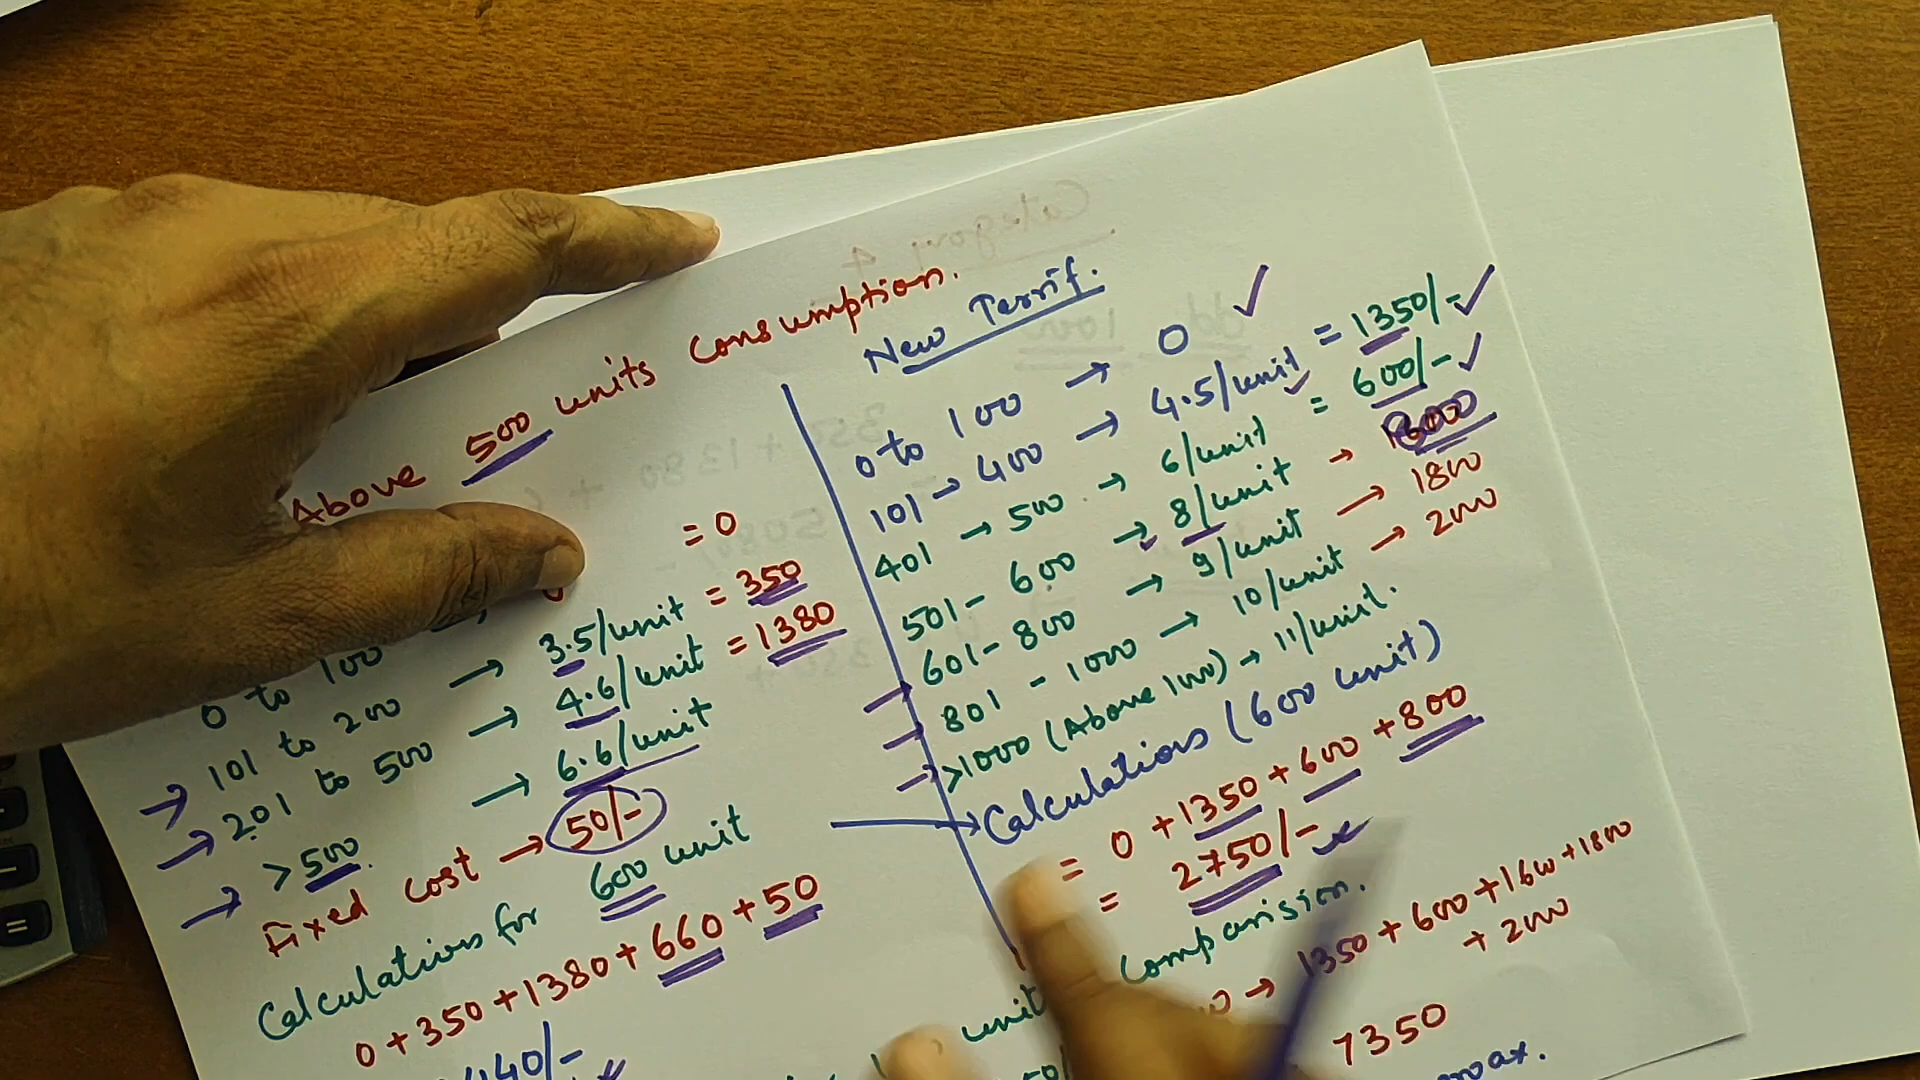 Above 500 units consumption.
= 0
0 to 100
101 to 200 → 3.5/unit = 350
201 to 500 → 4.6/unit = 1380
>500 → 6.6/unit
Fixed cost → 50/-
Calculations for 600 unit
0 + 350 + 1380 + 660 + 50
440/-
New Terrif.
0 to 100 → 0
101 → 400 → 4.5/unit = 1350/-
401 → 500 → 6/unit = 600/-
501 - 600 → 8/unit →
601 - 800 → 9/unit → 1800
801 - 1000 → 10/unit → 2000
>1000 (Above 1000) → 11/unit.
Calculations (600 unit)
= 0 + 1350 + 600 + 800
= 2750/-
unit comparision.
→ 1350 + 600 + 1600 + 1800
+ 2000
7350